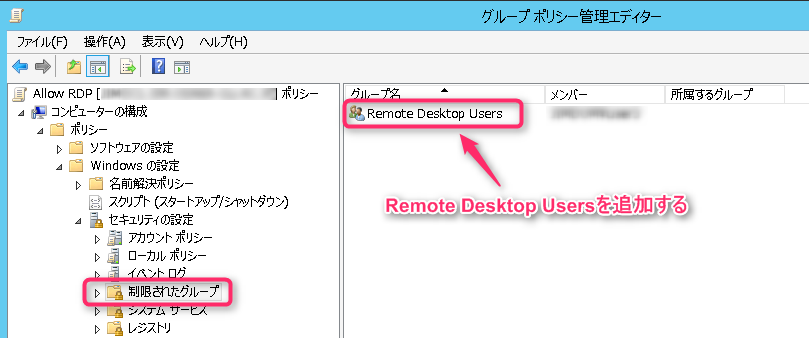 グループ ポリシー管理エディター
ファイル(F) 操作(A) 表示(V) ヘルプ(H)
Allow RDP [ ポリシー
コンピューターの構成
ポリシー
ソフトウェアの設定
Windows の設定
名前解決ポリシー
スクリプト (スタートアップ/シャットダウン)
セキュリティの設定
アカウント ポリシー
ローカル ポリシー
イベント ログ
制限されたグループ
システム サービス
レジストリ
グループ名 メンバー 所属するグループ
Remote Desktop Users
Remote Desktop Usersを追加する